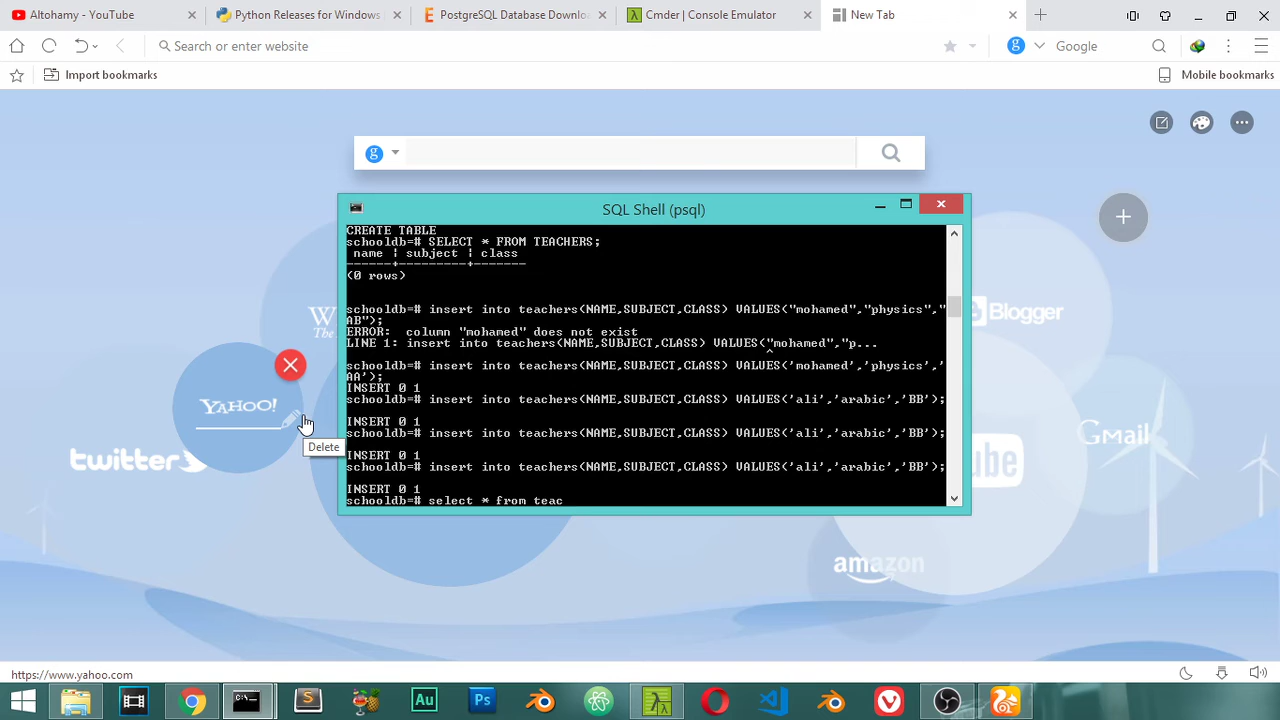 Altohamy - YouTube
Python Releases for Windows
PostgreSQL Database Downlo
Cmder | Console Emulator
New Tab
Search or enter website
Google
Import bookmarks
Mobile bookmarks
SQL Shell (psql)
CREATE TABLE
schooldb=# SELECT * FROM TEACHERS;
name | subject | class
------+---------+-------
(0 rows)
schooldb=# insert into teachers(NAME,SUBJECT,CLASS) VALUES("mohamed","physics","
AB");
ERROR:  column "mohamed" does not exist
LINE 1: insert into teachers(NAME,SUBJECT,CLASS) VALUES("mohamed","p...
^
schooldb=# insert into teachers(NAME,SUBJECT,CLASS) VALUES('mohamed','physics','
AA');
INSERT 0 1
schooldb=# insert into teachers(NAME,SUBJECT,CLASS) VALUES('ali','arabic','BB');
INSERT 0 1
schooldb=# insert into teachers(NAME,SUBJECT,CLASS) VALUES('ali','arabic','BB');
INSERT 0 1
schooldb=# insert into teachers(NAME,SUBJECT,CLASS) VALUES('ali','arabic','BB');
INSERT 0 1
schooldb=# select * from teac
The
YAHOO!
Delete
twitter
Blogger
Gmail
amazon
https://www.yahoo.com
Au
Ps